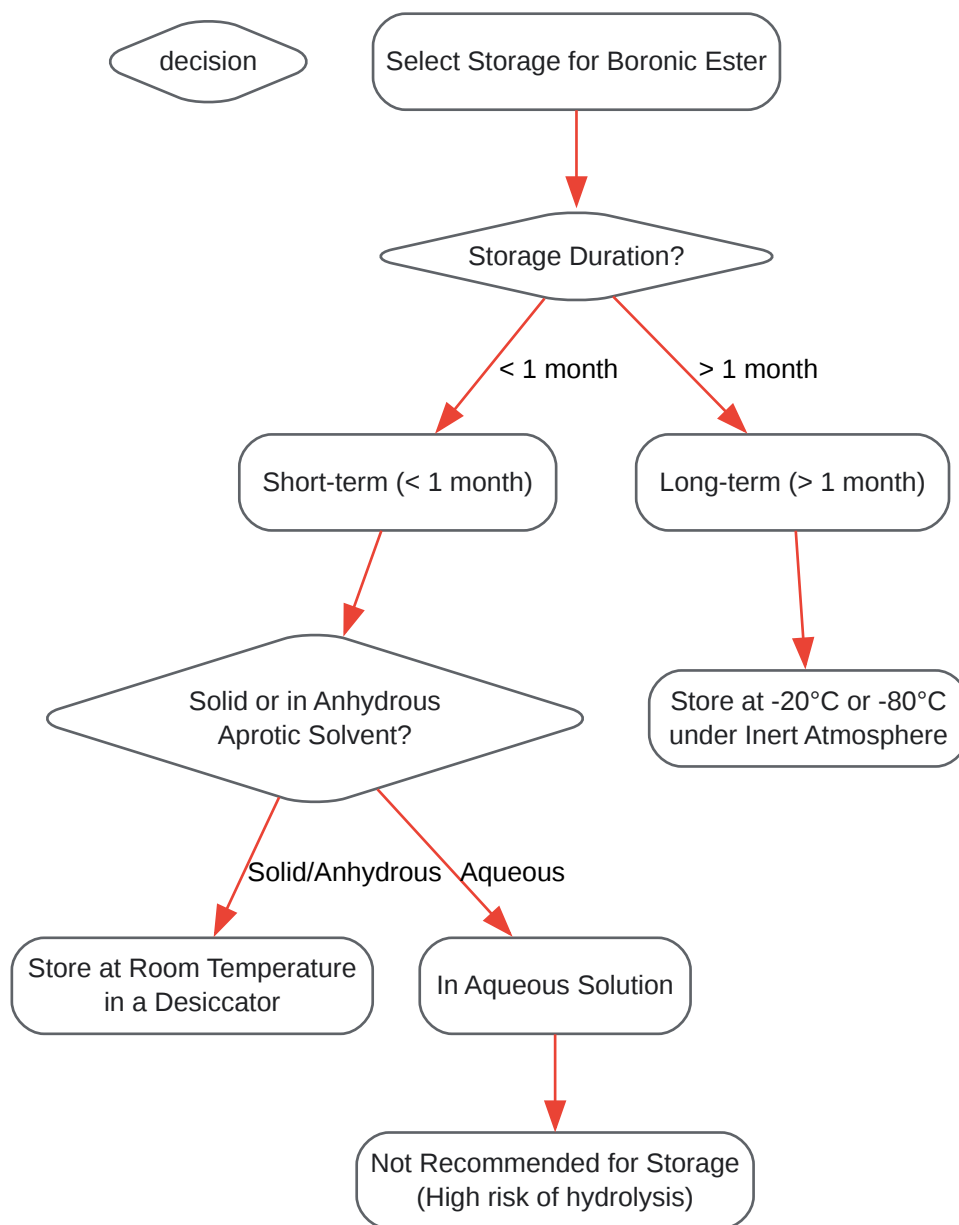 decision
Select Storage for Boronic Ester
Storage Duration?
< 1 month
> 1 month
Short-term (< 1 month)
Long-term (> 1 month)
Solid or in Anhydrous
Aprotic Solvent?
Store at -20°C or -80°C
under Inert Atmosphere
Solid/Anhydrous
Aqueous
Store at Room Temperature
in a Desiccator
In Aqueous Solution
Not Recommended for Storage
(High risk of hydrolysis)